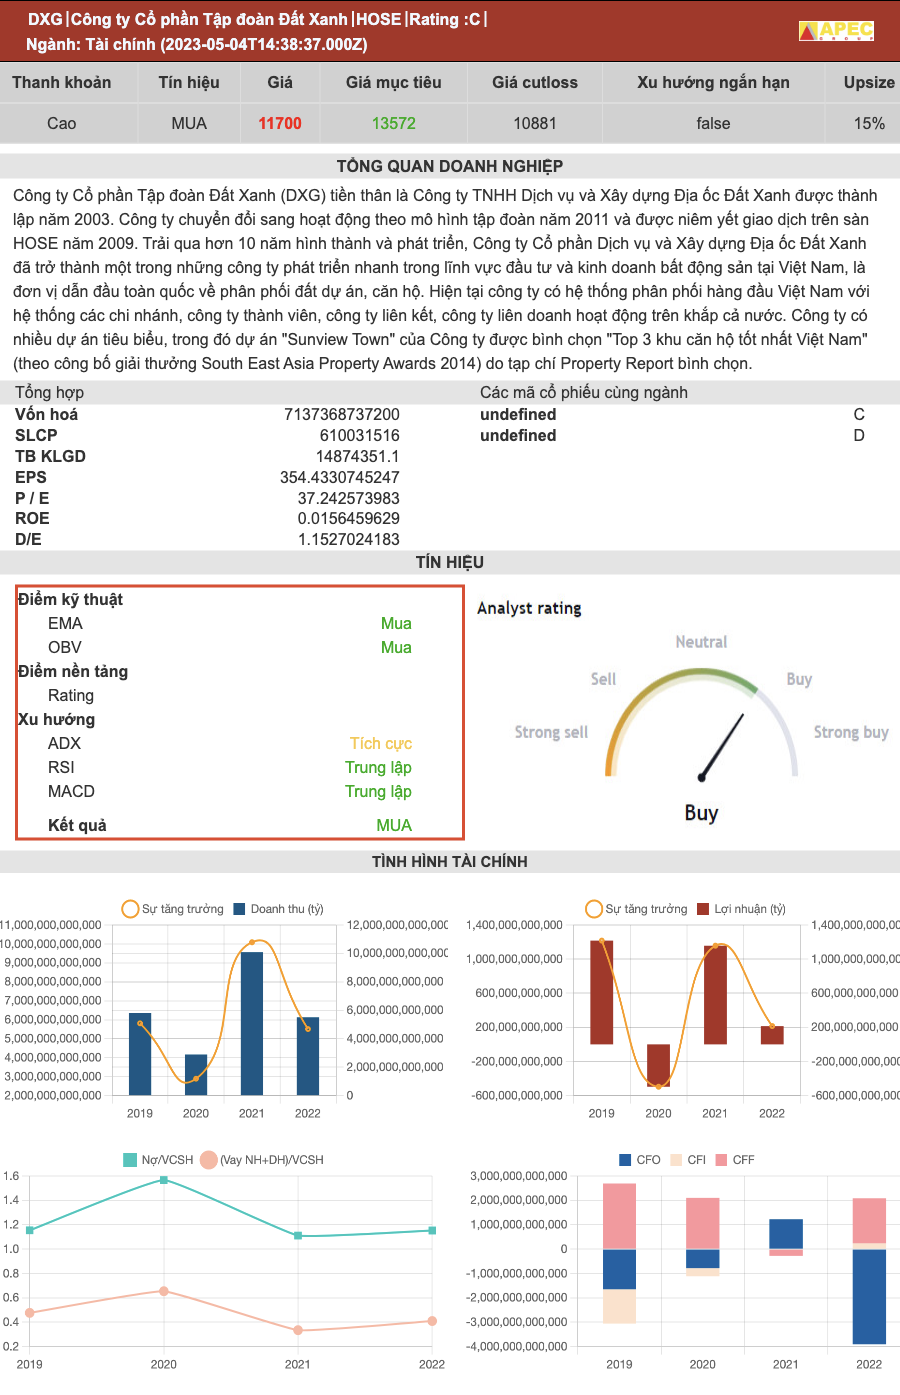 DXG|Công ty Cổ phần Tập đoàn Đất Xanh|HOSE|Rating :C|
Ngành: Tài chính (2023-05-04T14:38:37.000Z)
APEC
GROUP
Thanh khoản Tín hiệu Giá Giá mục tiêu Giá cutloss Xu hướng ngắn hạn Upsize
Cao MUA 11700 13572 10881 false 15%
TỔNG QUAN DOANH NGHIỆP
Công ty Cổ phần Tập đoàn Đất Xanh (DXG) tiền thân là Công ty TNHH Dịch vụ và Xây dựng Địa ốc Đất Xanh được thành
lập năm 2003. Công ty chuyển đổi sang hoạt động theo mô hình tập đoàn năm 2011 và được niêm yết giao dịch trên sàn
HOSE năm 2009. Trải qua hơn 10 năm hình thành và phát triển, Công ty Cổ phần Dịch vụ và Xây dựng Địa ốc Đất Xanh
đã trở thành một trong những công ty phát triển nhanh trong lĩnh vực đầu tư và kinh doanh bất động sản tại Việt Nam, là
đơn vị dẫn đầu toàn quốc về phân phối đất dự án, căn hộ. Hiện tại công ty có hệ thống phân phối hàng đầu Việt Nam với
hệ thống các chi nhánh, công ty thành viên, công ty liên kết, công ty liên doanh hoạt động trên khắp cả nước. Công ty có
nhiều dự án tiêu biểu, trong đó dự án "Sunview Town" của Công ty được bình chọn "Top 3 khu căn hộ tốt nhất Việt Nam"
(theo công bố giải thưởng South East Asia Property Awards 2014) do tạp chí Property Report bình chọn.
Tổng hợp Các mã cổ phiếu cùng ngành
Vốn hoá 7137368737200 undefined C
SLCP 610031516 undefined D
TB KLGD 14874351.1
EPS 354.4330745247
P / E 37.242573983
ROE 0.0156459629
D/E 1.1527024183
TÍN HIỆU
Điểm kỹ thuật
EMA Mua
OBV Mua
Điểm nền tảng
Rating
Xu hướng
ADX Tích cực
RSI Trung lập
MACD Trung lập
Kết quả MUA
Analyst rating
Neutral
Sell Buy
Strong sell Strong buy
Buy
TÌNH HÌNH TÀI CHÍNH
Sự tăng trưởng Doanh thu (tỷ)
11,000,000,000,000 12,000,000,000,000
10,000,000,000,000
9,000,000,000,000 10,000,000,000,000
8,000,000,000,000 8,000,000,000,000
7,000,000,000,000
6,000,000,000,000 6,000,000,000,000
5,000,000,000,000
4,000,000,000,000 4,000,000,000,000
3,000,000,000,000 2,000,000,000,000
2,000,000,000,000 0
2019 2020 2021 2022
Sự tăng trưởng Lợi nhuận (tỷ)
1,400,000,000,000 1,400,000,000,000
1,000,000,000,000 1,000,000,000,000
600,000,000,000 600,000,000,000
200,000,000,000 200,000,000,000
-200,000,000,000 -200,000,000,000
-600,000,000,000 -600,000,000,000
2019 2020 2021 2022
Nợ/VCSH (Vay NH+DH)/VCSH
1.6
1.4
1.2
1.0
0.8
0.6
0.4
0.2
2019 2020 2021 2022
CFO CFI CFF
3,000,000,000,000
2,000,000,000,000
1,000,000,000,000
0
-1,000,000,000,000
-2,000,000,000,000
-3,000,000,000,000
-4,000,000,000,000
2019 2020 2021 2022